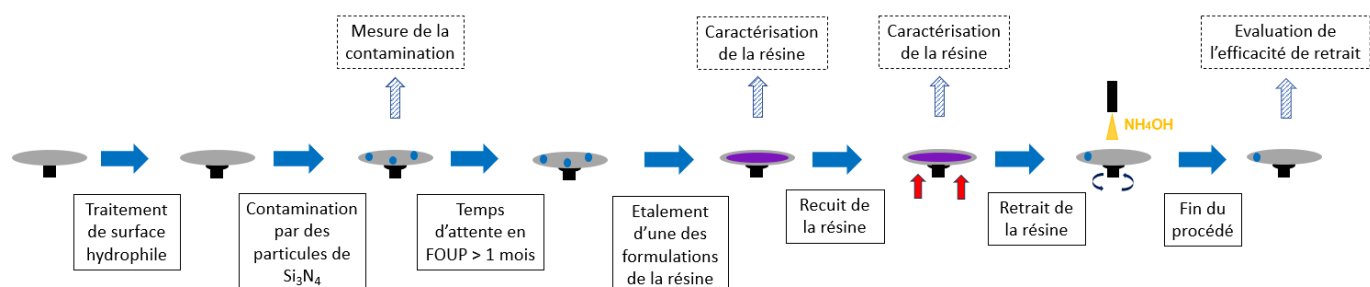 Mesure de la
contamination
Caractérisation
de la résine
Caractérisation
de la résine
Evaluation de
l’efficacité de retrait
NH4OH
Traitement
de surface
hydrophile
Contamination
par des
particules de
Si₃N₄
Temps
d’attente en
FOUP > 1 mois
Etalement
d’une des
formulations
de la résine
Recuit de
la résine
Retrait de
la résine
Fin du
procédé